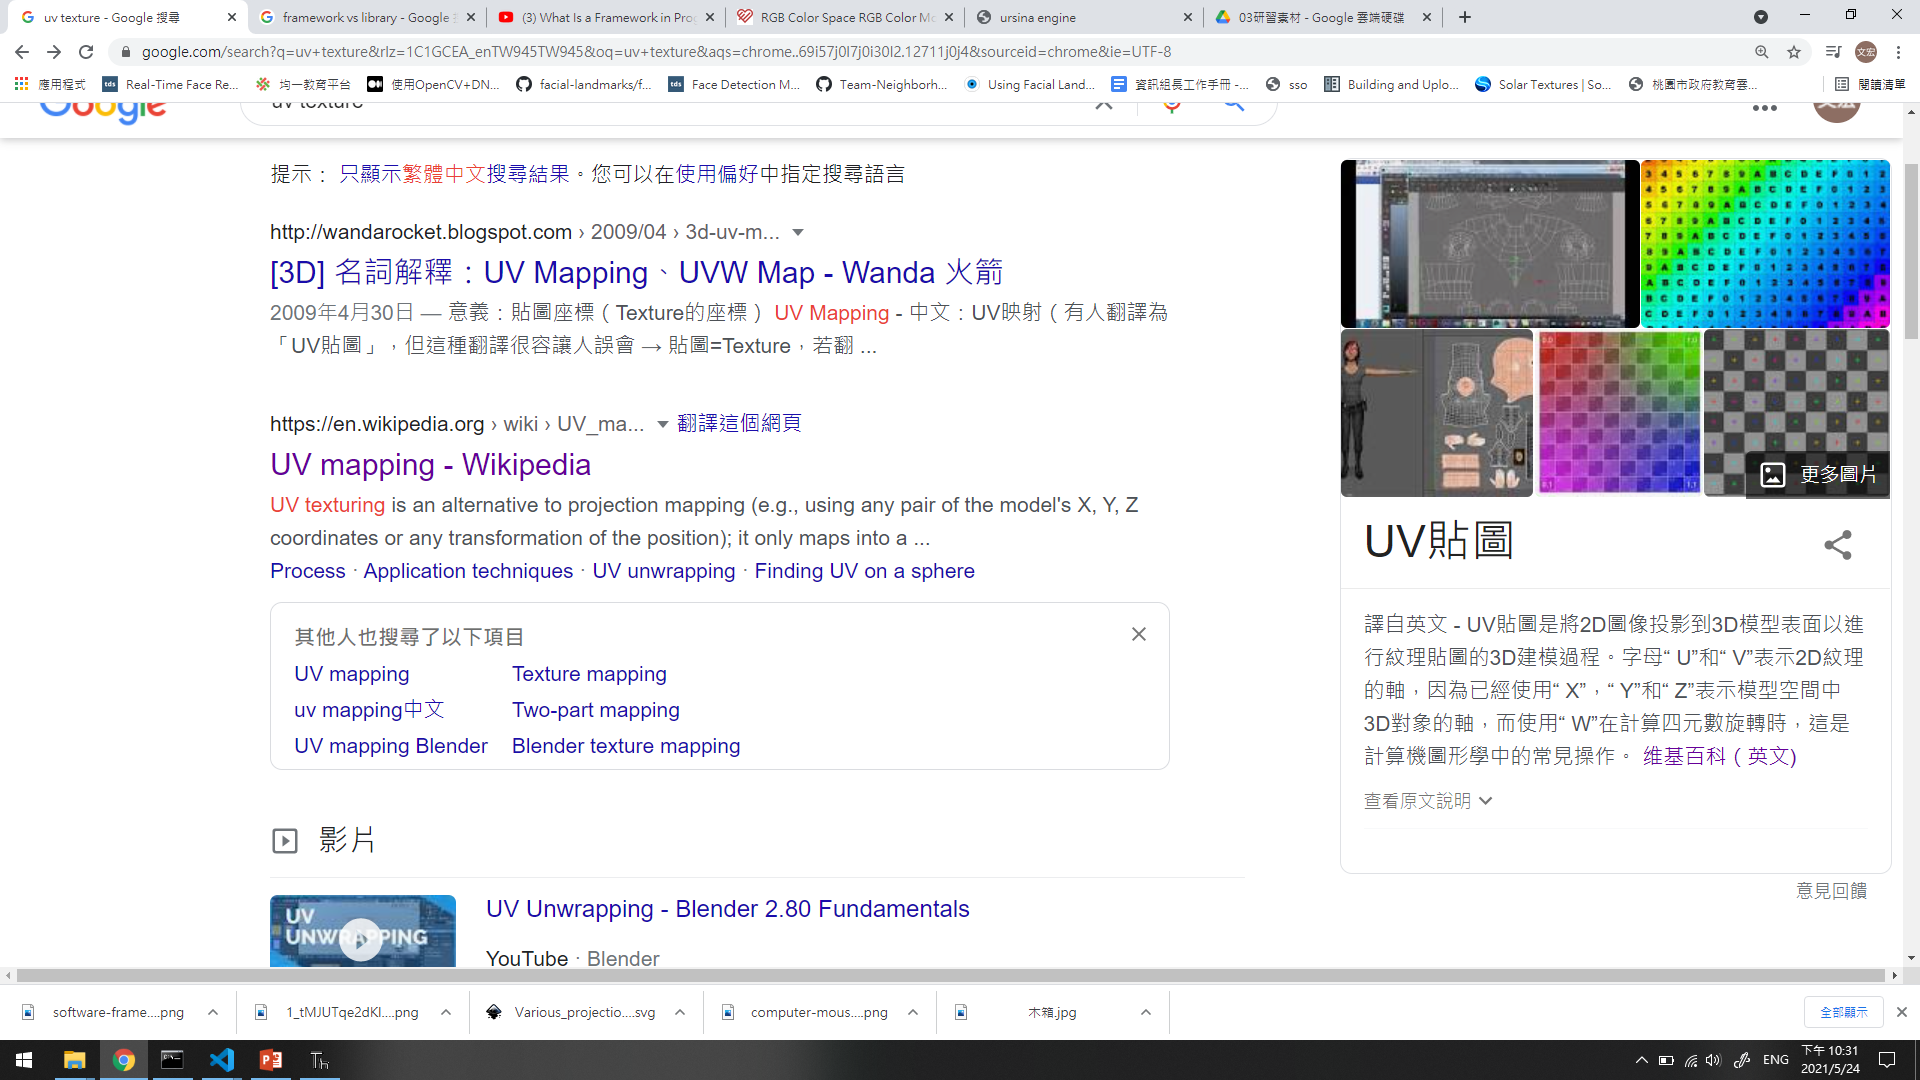 uv texture - Google 搜尋
framework vs library - Google
(3) What Is a Framework in Pro
RGB Color Space RGB Color Mo
ursina engine
03研習素材 - Google 雲端硬碟
google.com/search?q=uv+texture&rlz=1C1GCEA_enTW945TW945&oq=uv+texture&aqs=chrome..69i57j0l7j0i30l2.12711j0j4&sourceid=chrome&ie=UTF-8
文宏
應用程式
Real-Time Face Re...
均一教育平台
使用OpenCV+DN...
facial-landmarks/f...
Face Detection M...
Team-Neighborh...
Using Facial Land...
資訊組長工作手冊 -...
sso
Building and Uplo...
Solar Textures | So...
桃園市政府教育雲...
閱讀清單
Google
uv texture
文宏
提示： 只顯示繁體中文搜尋結果。您可以在使用偏好中指定搜尋語言
http://wandarocket.blogspot.com › 2009/04 › 3d-uv-m...
[3D] 名詞解釋：UV Mapping、UVW Map - Wanda 火箭
2009年4月30日 — 意義：貼圖座標（Texture的座標） UV Mapping - 中文：UV映射（有人翻譯為
「UV貼圖」，但這種翻譯很容讓人誤會 → 貼圖=Texture，若翻 ...
https://en.wikipedia.org › wiki › UV_ma... 翻譯這個網頁
UV mapping - Wikipedia
UV texturing is an alternative to projection mapping (e.g., using any pair of the model's X, Y, Z
coordinates or any transformation of the position); it only maps into a ...
Process · Application techniques · UV unwrapping · Finding UV on a sphere
其他人也搜尋了以下項目
UV mapping Texture mapping
uv mapping中文 Two-part mapping
UV mapping Blender Blender texture mapping
影片
UV
UNWRAPPING
UV Unwrapping - Blender 2.80 Fundamentals
YouTube · Blender
更多圖片
UV貼圖
譯自英文 - UV貼圖是將2D圖像投影到3D模型表面以進
行紋理貼圖的3D建模過程。字母“ U”和“ V”表示2D紋理
的軸，因為已經使用“ X”，“ Y”和“ Z”表示模型空間中
3D對象的軸，而使用“ W”在計算四元數旋轉時，這是
計算機圖形學中的常見操作。 维基百科（英文)
查看原文說明
意見回饋
software-frame....png
1_tMJUTqe2dKl....png
Various_projectio....svg
computer-mous....png
木箱.jpg
全部顯示
ENG
下午 10:31
2021/5/24